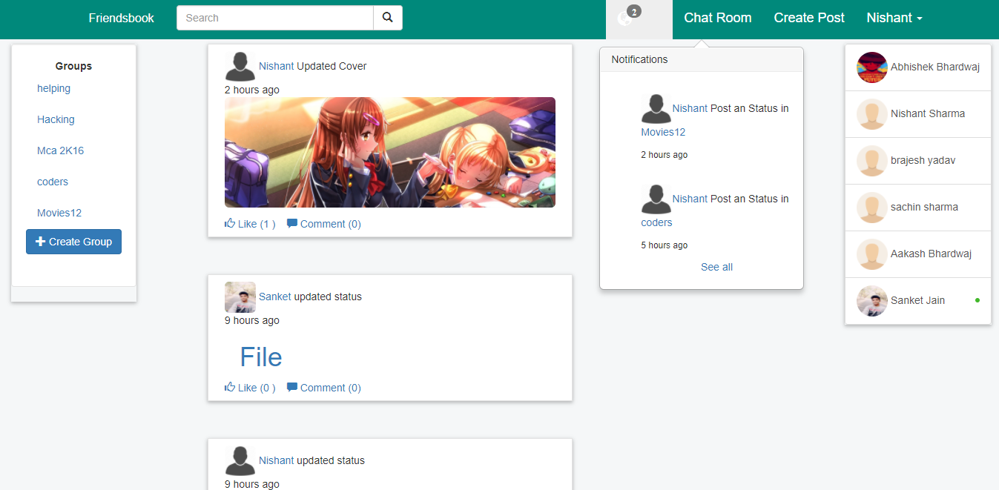 Friendsbook
Search
2
Chat Room
Create Post
Nishant
Groups
helping
Hacking
Mca 2K16
coders
Movies12
Create Group
Nishant Updated Cover
2 hours ago
Like (1 )
Comment (0)
Sanket updated status
9 hours ago
File
Like (0 )
Comment (0)
Nishant updated status
9 hours ago
Notifications
Nishant Post an Status in
Movies12
2 hours ago
Nishant Post an Status in
coders
5 hours ago
See all
Abhishek Bhardwaj
Nishant Sharma
brajesh yadav
sachin sharma
Aakash Bhardwaj
Sanket Jain